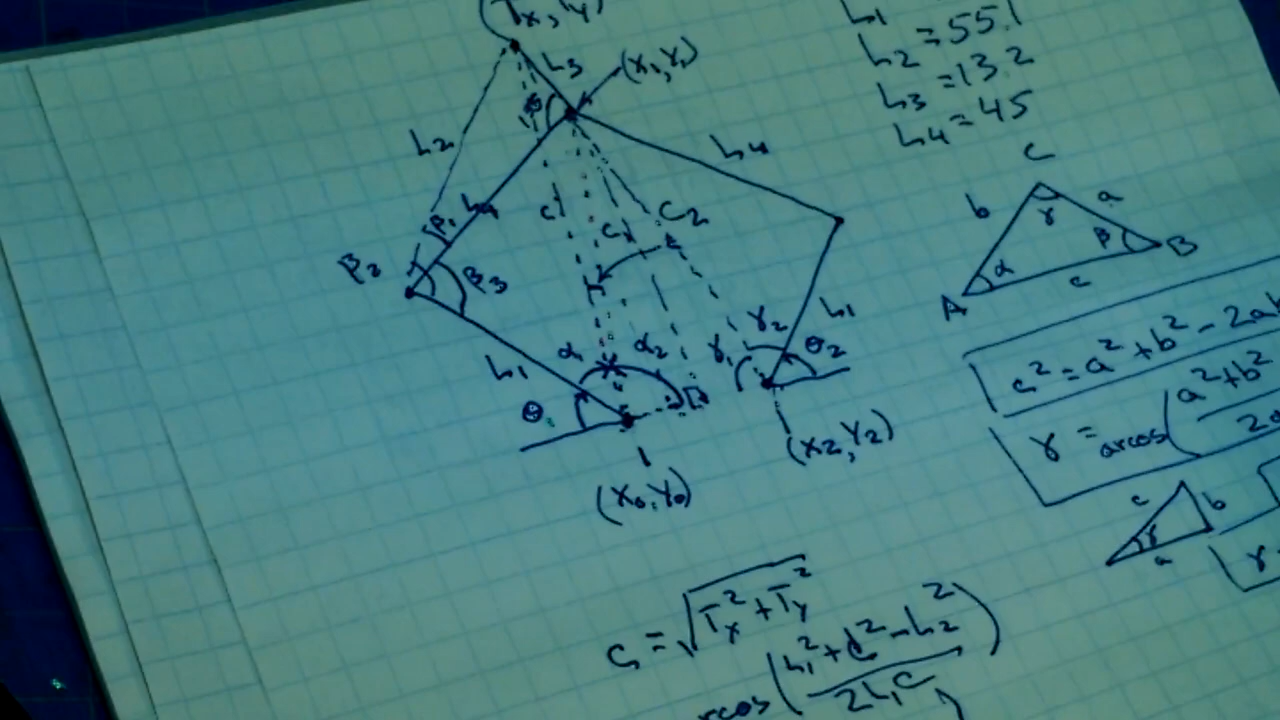 (Tx, Ty)
L1
L2 = 55.1
L3 = 13.2
L4 = 45
L3
(X1, Y1)
L2
L4
β1
L4
β2
β3
C
C1
C2
L1
α1
α2
γ1
γ2
θ2
L1
θ1
(X0, Y0)
(X2, Y2)
C
b
a
γ
β
B
α
c
A
c² = a² + b² - 2ab
γ = arcos(a² + b²
2a
c
b
γ
a
γ =
C = √Tx² + Ty²
arcos(L1² + C² - L2²)
2L1C